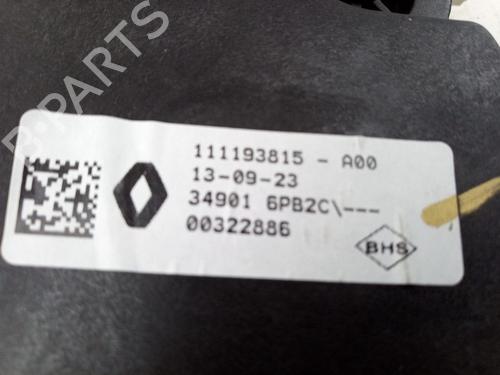 B-PARTS
111193815 - A00
13-09-23
34901 6PB2C\---
00322886
BHS